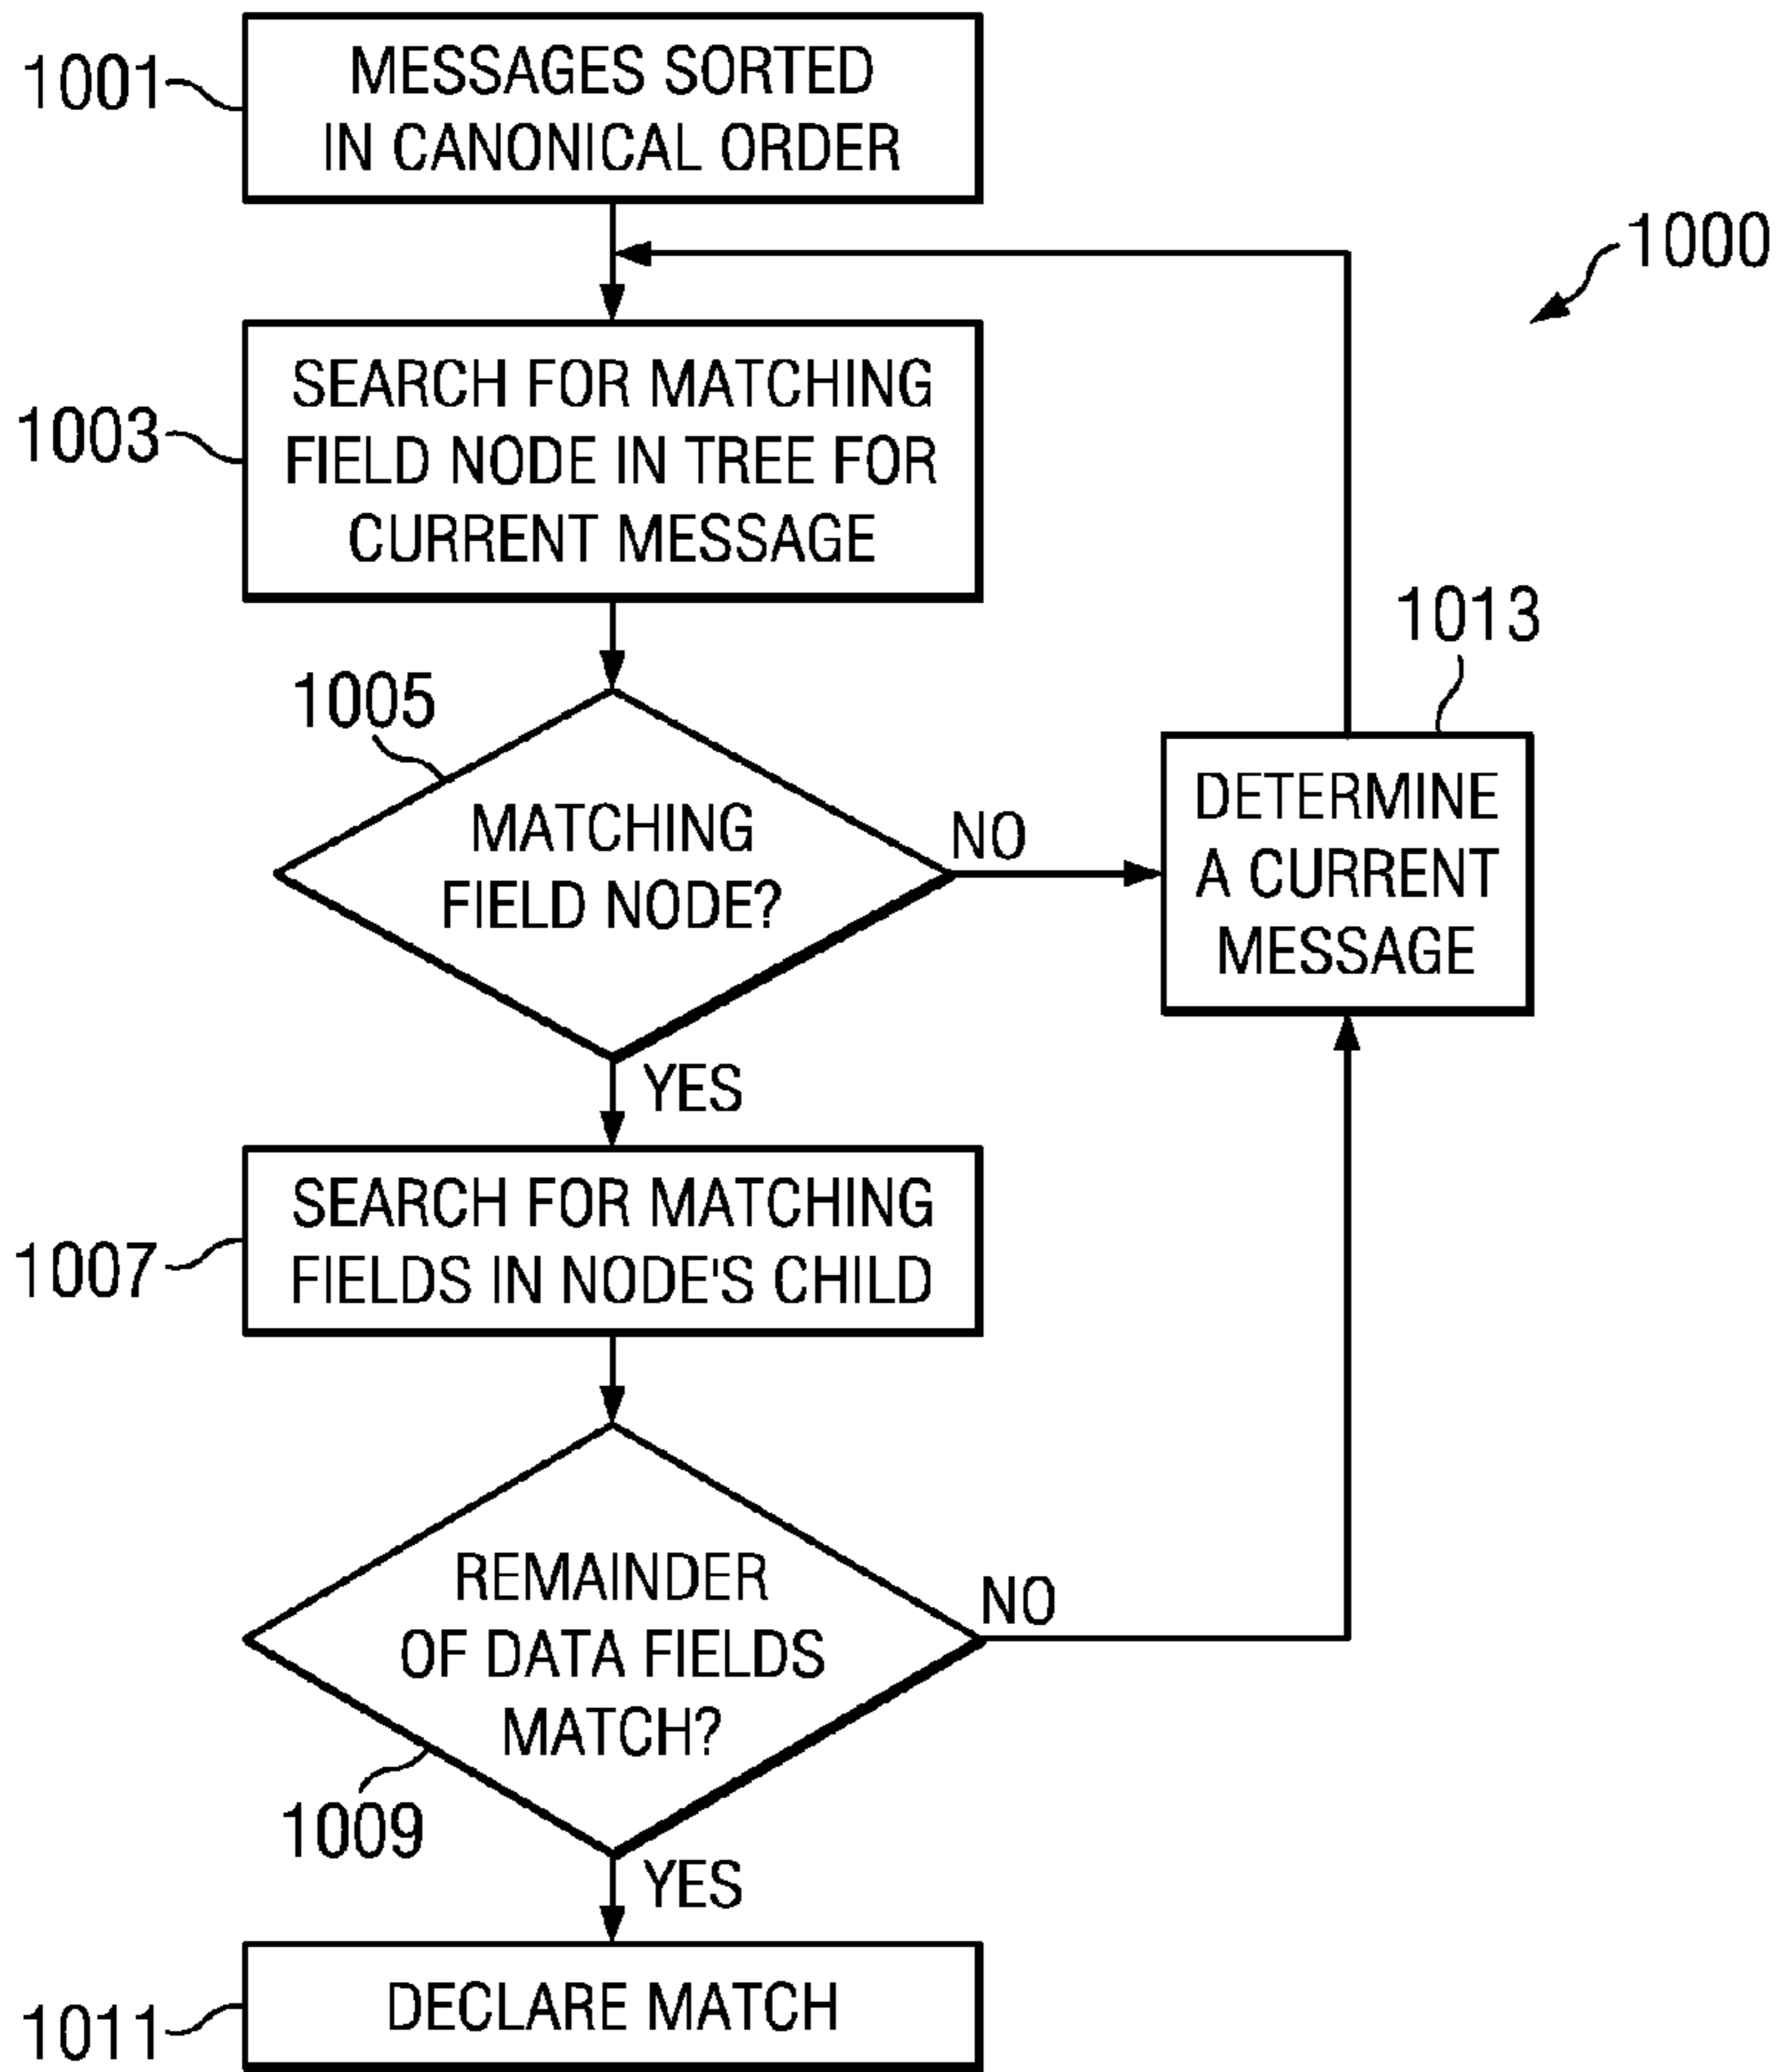 1001
MESSAGES SORTED
IN CANONICAL ORDER
1000
1003
SEARCH FOR MATCHING
FIELD NODE IN TREE FOR
CURRENT MESSAGE
1005
MATCHING
FIELD NODE?
NO
1013
DETERMINE
A CURRENT
MESSAGE
YES
1007
SEARCH FOR MATCHING
FIELDS IN NODE'S CHILD
REMAINDER
OF DATA FIELDS
MATCH?
NO
1009
YES
1011
DECLARE MATCH